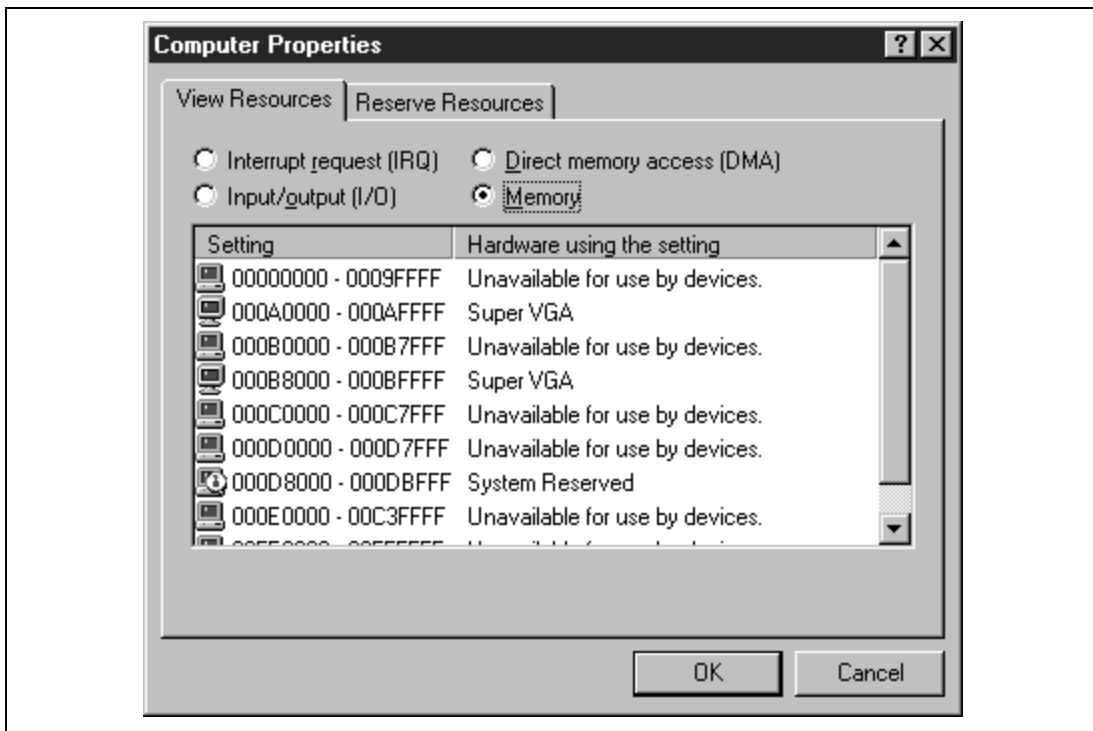 Computer Properties
View Resources Reserve Resources
Interrupt request (IRQ) Direct memory access (DMA)
Input/output (I/O) Memory
Setting Hardware using the setting
00000000 - 0009FFFF Unavailable for use by devices.
000A0000 - 000AFFFF Super VGA
000B0000 - 000B7FFF Unavailable for use by devices.
000B8000 - 000BFFFF Super VGA
000C0000 - 000C7FFF Unavailable for use by devices.
000D0000 - 000D7FFF Unavailable for use by devices.
000D8000 - 000DBFFF System Reserved
000E0000 - 00C3FFFF Unavailable for use by devices.
OK Cancel